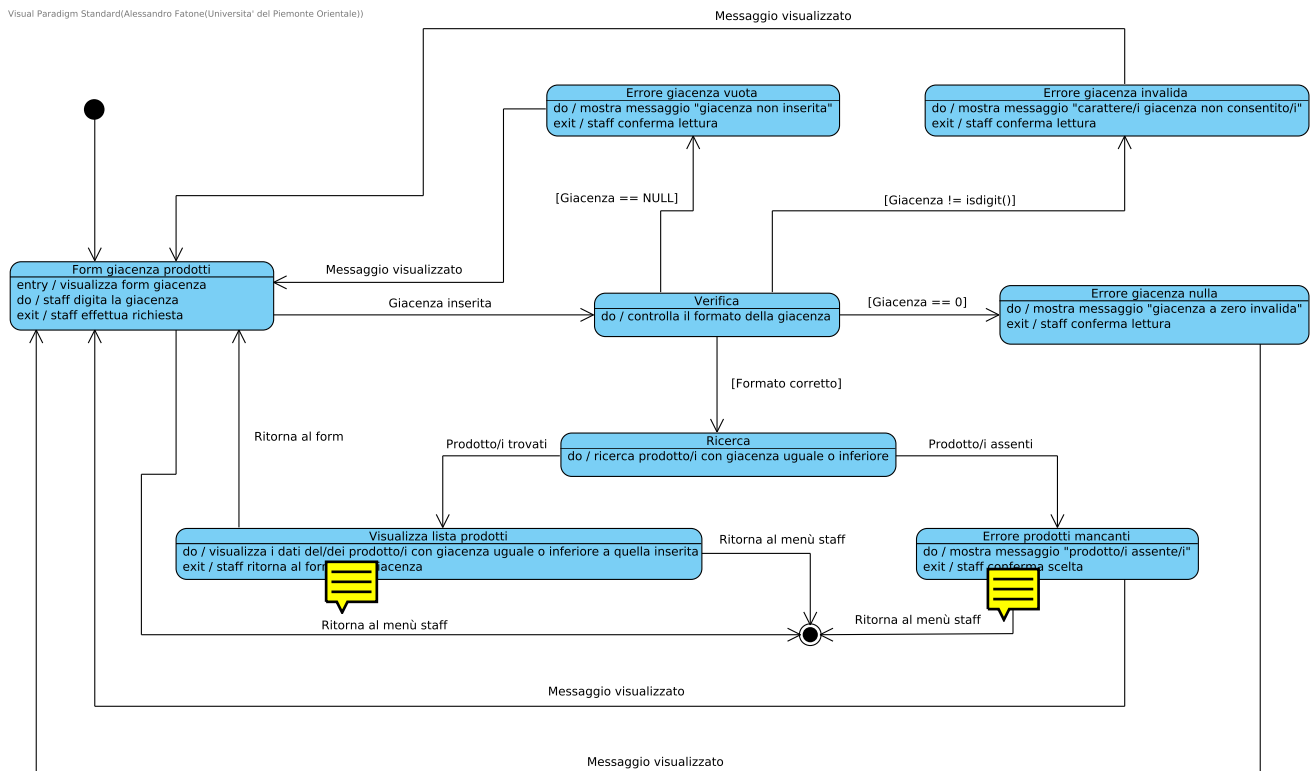 Visual Paradigm Standard(Alessandro Fatone(Universita' del Piemonte Orientale))
Messaggio visualizzato
Errore giacenza vuota
do / mostra messaggio "giacenza non inserita"
exit / staff conferma lettura
Errore giacenza invalida
do / mostra messaggio "carattere/i giacenza non consentito/i"
exit / staff conferma lettura
[Giacenza == NULL]
[Giacenza != isdigit()]
Form giacenza prodotti
entry / visualizza form giacenza
do / staff digita la giacenza
exit / staff effettua richiesta
Messaggio visualizzato
Giacenza inserita
Verifica
do / controlla il formato della giacenza
[Giacenza == 0]
Errore giacenza nulla
do / mostra messaggio "giacenza a zero invalida"
exit / staff conferma lettura
[Formato corretto]
Ritorna al form
Prodotto/i trovati
Ricerca
do / ricerca prodotto/i con giacenza uguale o inferiore
Prodotto/i assenti
Visualizza lista prodotti
do / visualizza i dati del/dei prodotto/i con giacenza uguale o inferiore a quella inserita
exit / staff ritorna al giacenza
Ritorna al menù staff
Errore prodotti mancanti
do / mostra messaggio "prodotto/i assente/i"
exit / staff conferma scelta
Ritorna al menù staff
Ritorna al menù staff
Messaggio visualizzato
Messaggio visualizzato